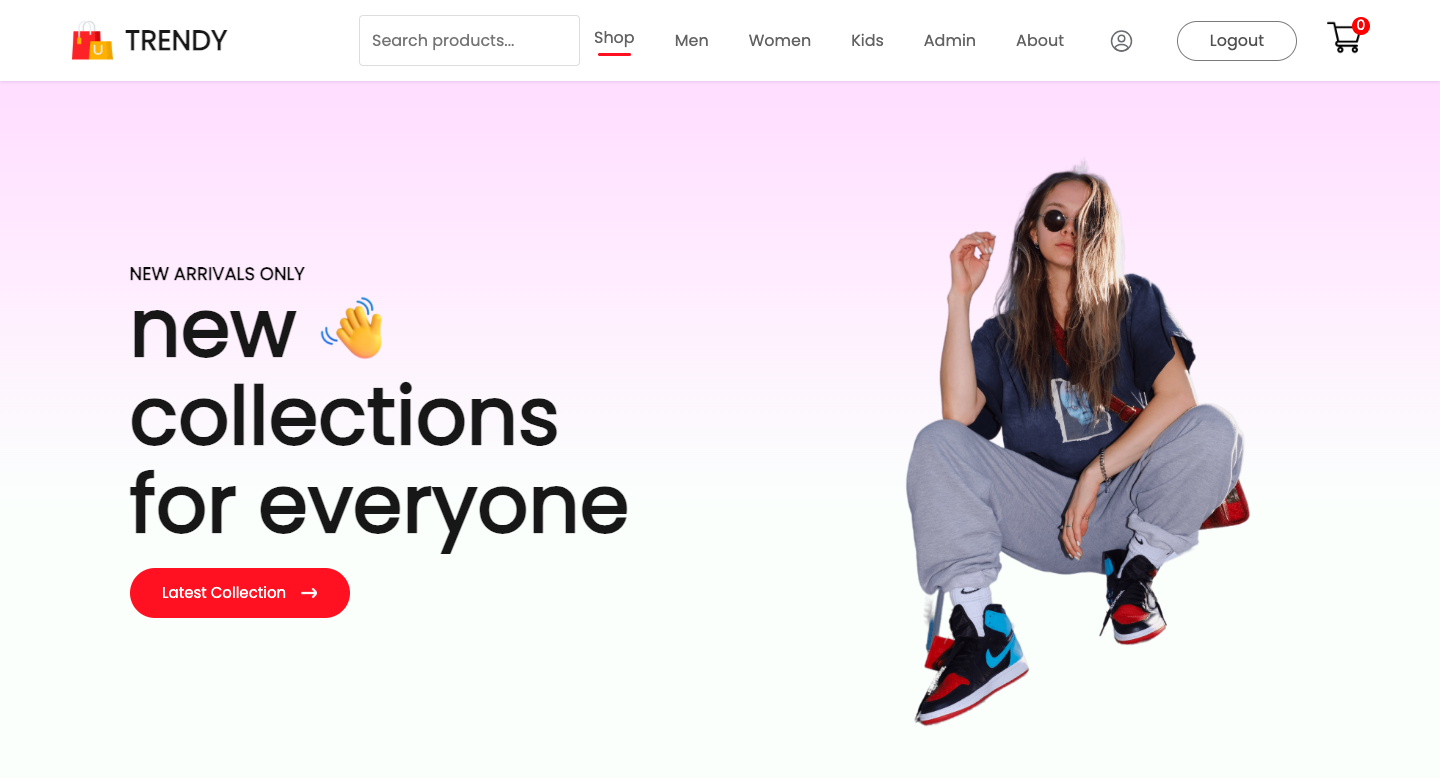 U
TRENDY
Search products...
Shop
Men
Women
Kids
Admin
About
Logout
0
NEW ARRIVALS ONLY
new 👋
collections
for everyone
Latest Collection →